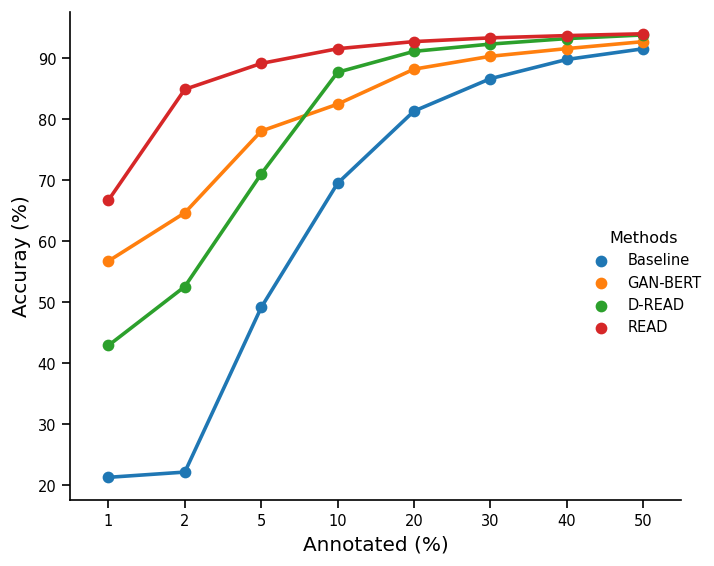 90
80
70
60
50
40
30
20
Accuray (%)
1 2 5 10 20 30 40 50
Annotated (%)
Methods
Baseline
GAN-BERT
D-READ
READ